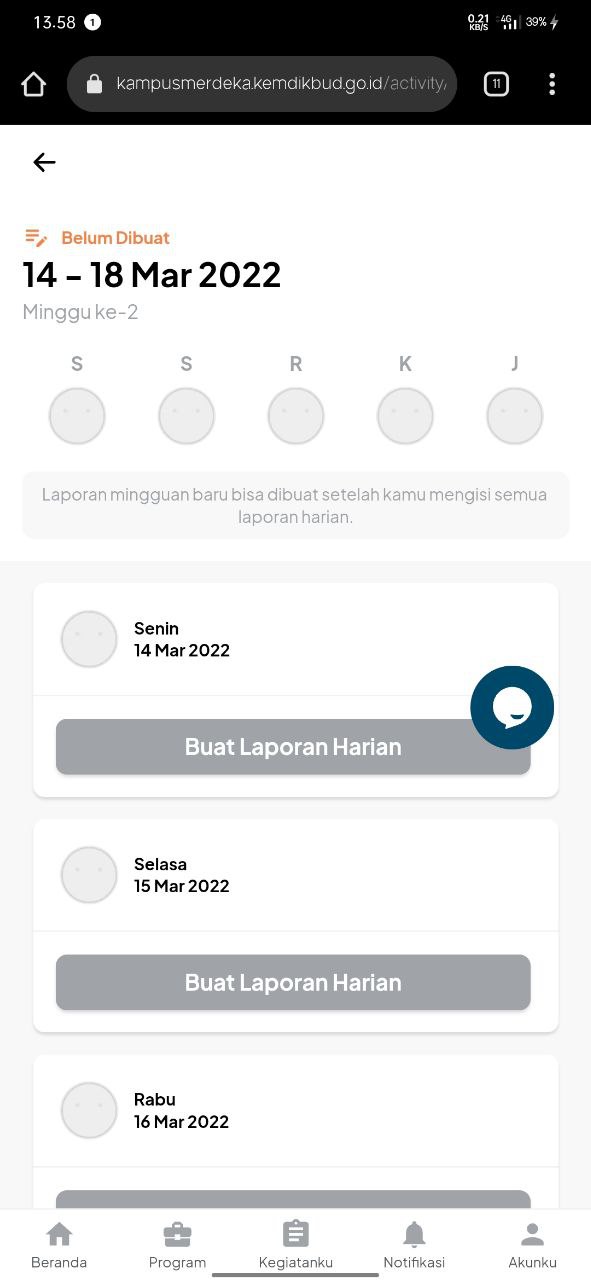 13.58 1 0.21 KB/S 4G 39%
kampusmerdeka.kemdikbud.go.id/activity/ 11
Belum Dibuat
14 - 18 Mar 2022
Minggu ke-2
S S R K J
Laporan mingguan baru bisa dibuat setelah kamu mengisi semua
laporan harian.
Senin
14 Mar 2022
Buat Laporan Harian
Selasa
15 Mar 2022
Buat Laporan Harian
Rabu
16 Mar 2022
Beranda Program Kegiatanku Notifikasi Akunku